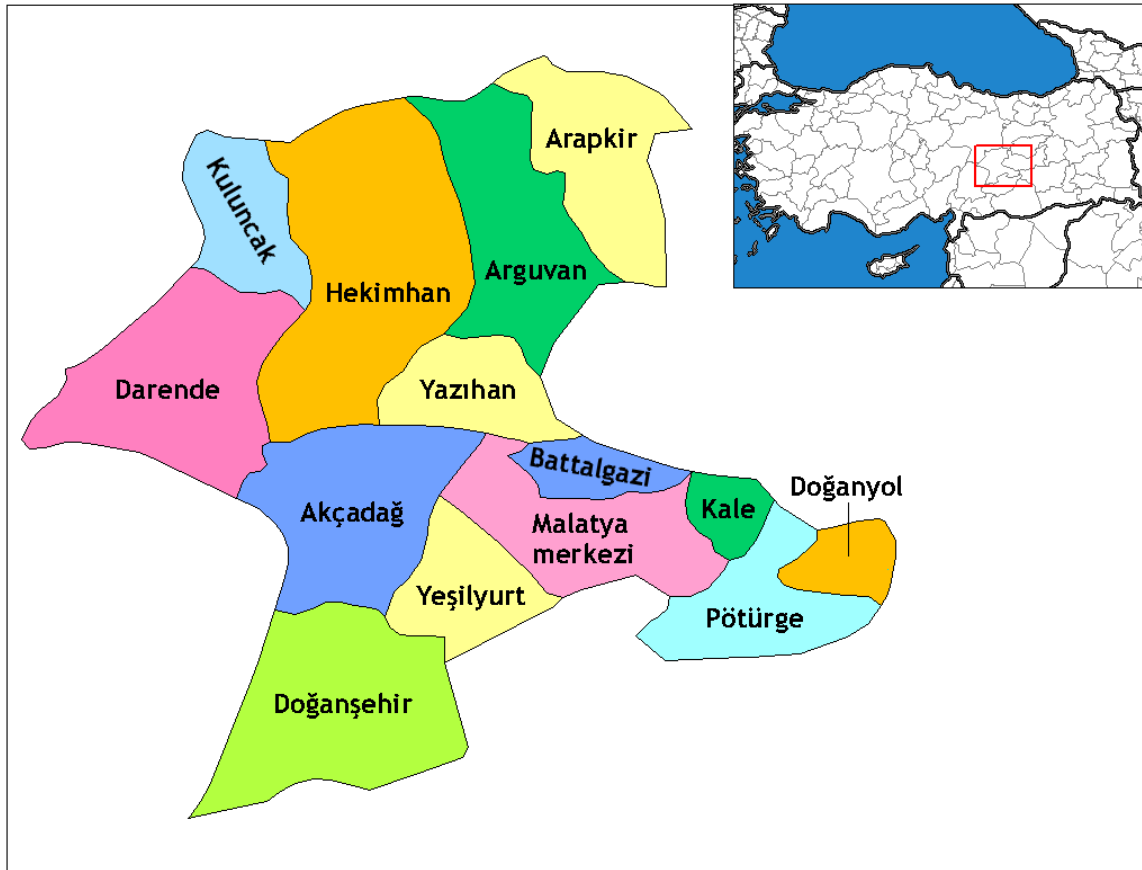 Arapkir
Kuluncak
Arguvan
Hekimhan
Darende
Yazıhan
Battalgazi
Doğanyol
Akçadağ
Kale
Malatya
merkezi
Yeşilyurt
Pötürge
Doğanşehir